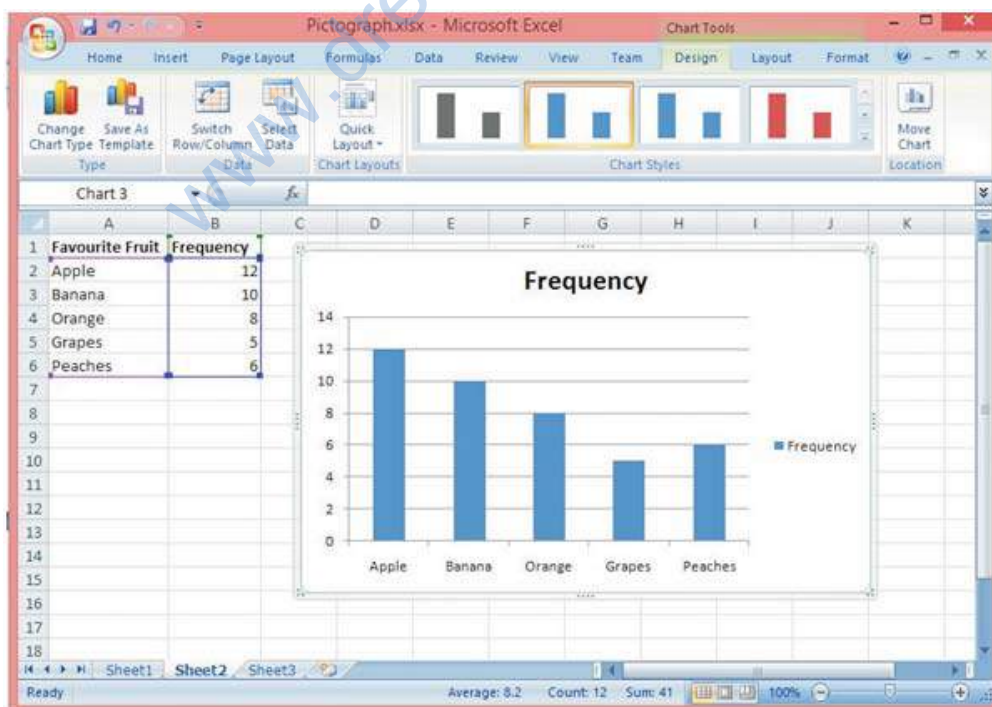 Pictograph.xlsx - Microsoft Excel
Chart Tools
Home Insert Page Layout Formulas Data Review View Team Design Layout Format
Change Chart Type
Save As Template
Type
Switch Row/Column
Select Data
Data
Quick Layout
Chart Layouts
Chart Styles
Move Chart
Location
Chart 3 fx
A B C D E F G H I J K
1 Favourite Fruit Frequency
2 Apple 12
3 Banana 10
4 Orange 8
5 Grapes 5
6 Peaches 6
7
8
9
10
11
12
13
14
15
16
17
18
Frequency
14
12
10
8
6
4
2
0
Apple Banana Orange Grapes Peaches
Frequency
Sheet1 Sheet2 Sheet3
Ready Average: 8.2 Count: 12 Sum: 41 100%